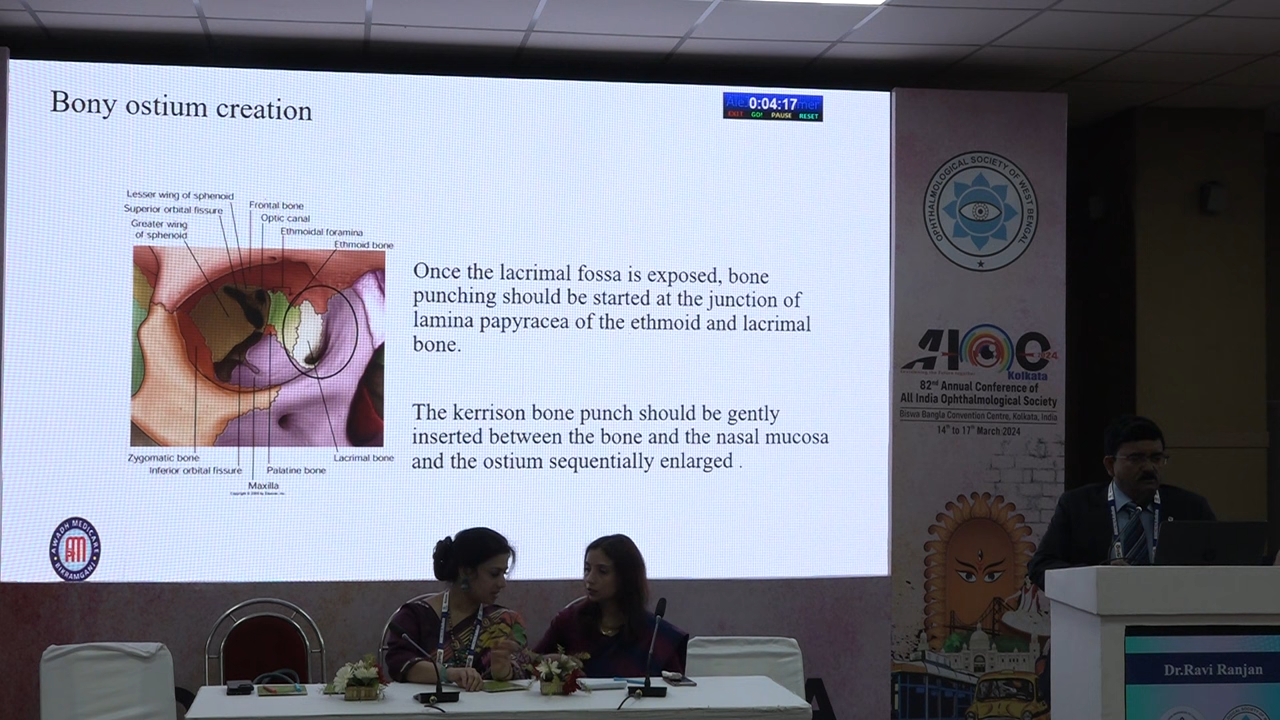 Bony ostium creation
0:04:17
EXIT GO! PAUSE RESET
Lesser wing of sphenoid
Superior orbital fissure
Greater wing
of sphenoid
Frontal bone
Optic canal
Ethmoidal foramina
Ethmoid bone
Once the lacrimal fossa is exposed, bone
punching should be started at the junction of
lamina papyracea of the ethmoid and lacrimal
bone.
The kerrison bone punch should be gently
inserted between the bone and the nasal mucosa
and the ostium sequentially enlarged .
Zygomatic bone
Inferior orbital fissure
Maxilla
Palatine bone
Lacrimal bone
AWADH MEDICARE
BIKRAMGANJ
OPHTHALMOLOGICAL SOCIETY OF WEST BENGAL
AIOC 2024
Kolkata
82nd Annual Conference of
All India Ophthalmological Society
Biswa Bangla Convention Centre, Kolkata, India
14th to 17th March 2024
Dr.Ravi Ranjan